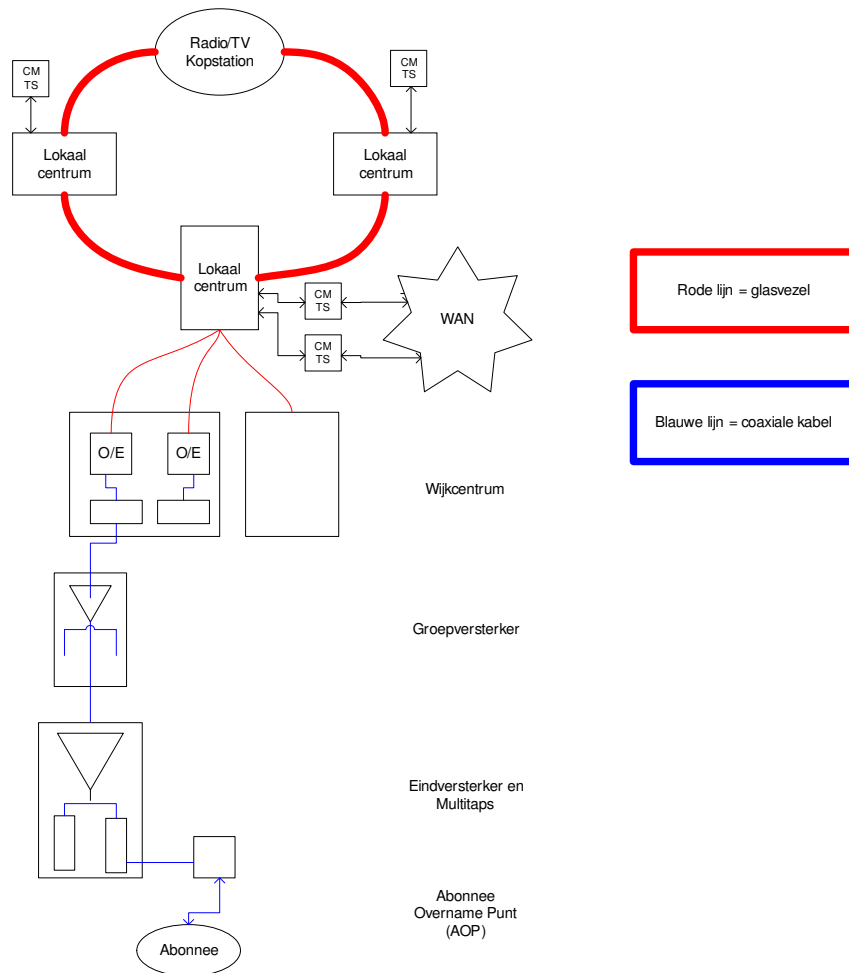 Radio/TV
Kopstation
CM
TS
CM
TS
Lokaal
centrum
Lokaal
centrum
Lokaal
centrum
CM
TS
WAN
CM
TS
Rode lijn = glasvezel
Blauwe lijn = coaxiale kabel
O/E
O/E
Wijkcentrum
Groepversterker
Eindversterker en
Multitaps
Abonnee
Overname Punt
(AOP)
Abonnee